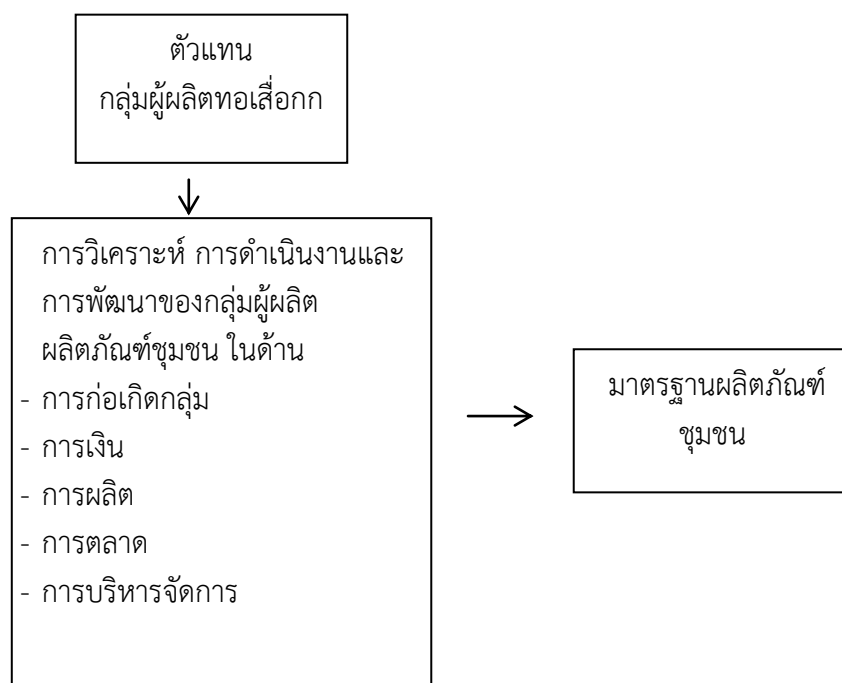 ตัวแทน
กลุ่มผู้ผลิตทอเสื่อกก
การวิเคราะห์ การดำเนินงานและ
การพัฒนาของกลุ่มผู้ผลิต
ผลิตภัณฑ์ชุมชน ในด้าน
- การก่อเกิดกลุ่ม
- การเงิน
- การผลิต
- การตลาด
- การบริหารจัดการ
มาตรฐานผลิตภัณฑ์
ชุมชน